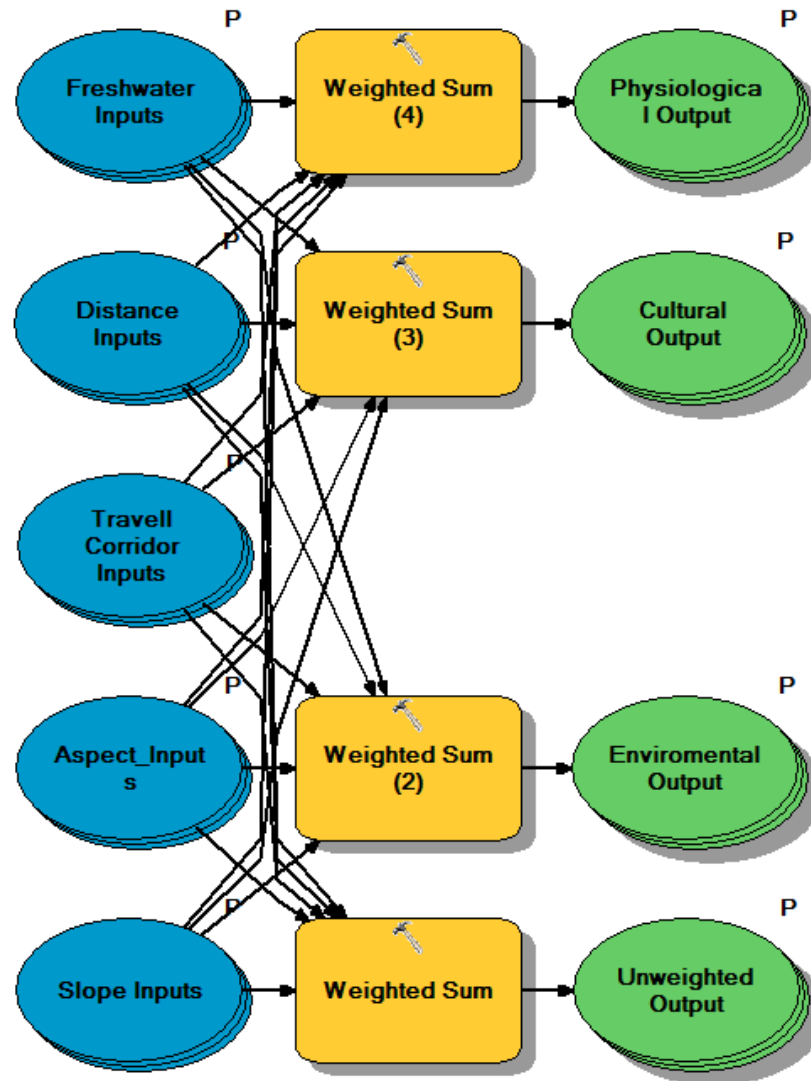 P
P
Freshwater
Inputs
Weighted Sum
(4)
Physiologica
l Output
P
P
Distance
Inputs
Weighted Sum
(3)
Cultural
Output
P
Travell
Corridor
Inputs
P
P
Aspect_Input
s
Weighted Sum
(2)
Enviromental
Output
P
P
Slope Inputs
Weighted Sum
Unweighted
Output